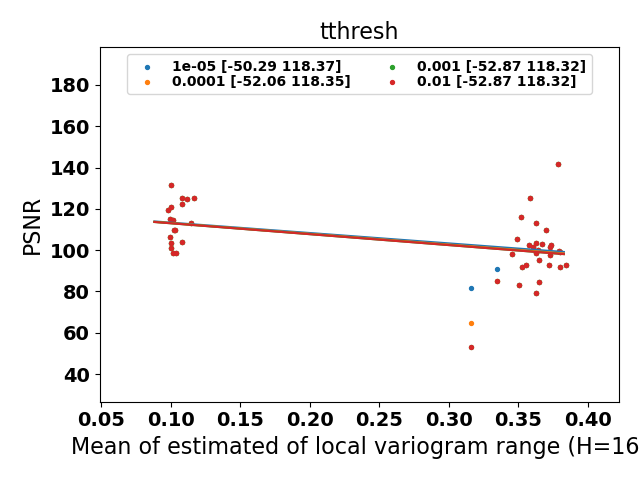 tthresh
1e-05 [-50.29 118.37]
0.0001 [-52.06 118.35]
0.001 [-52.87 118.32]
0.01 [-52.87 118.32]
PSNR
180
160
140
120
100
80
60
40
0.05 0.10 0.15 0.20 0.25 0.30 0.35 0.40
Mean of estimated of local variogram range (H=16